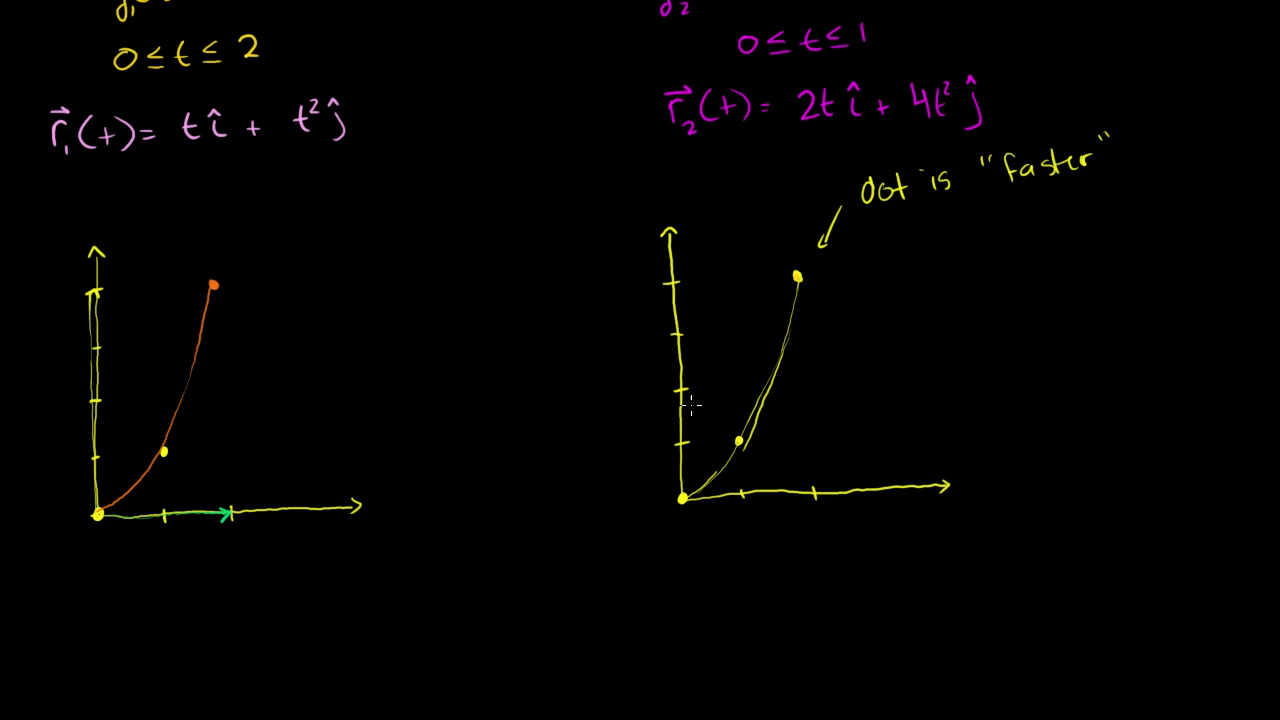 0 ≤ t ≤ 2
r⃗₁(t) = t î + t² ĵ
0 ≤ t ≤ 1
r⃗₂(t) = 2t î + 4t² ĵ
dot is "faster"